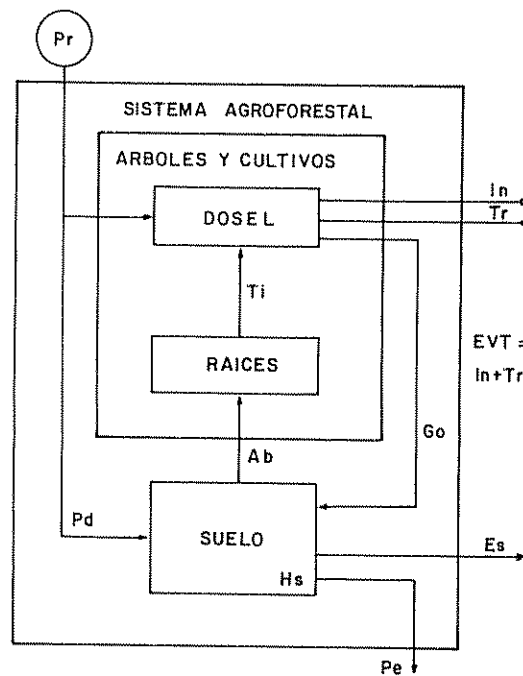 Pr
SISTEMA AGROFORESTAL
ARBOLES Y CULTIVOS
In
DOSEL
Tr
Ti
EVT =
In+Tr
RAICES
Go
Ab
Pd
SUELO
Es
Hs
Pe